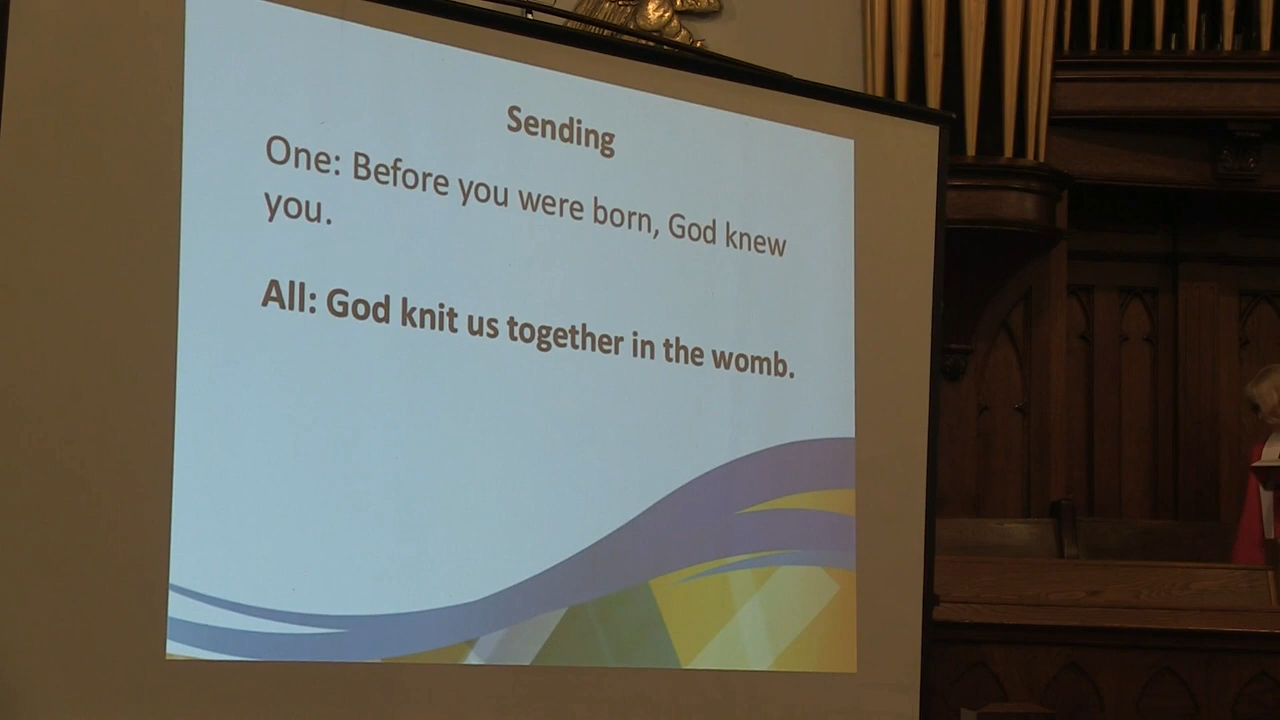 Sending
One: Before you were born, God knew
you.
All: God knit us together in the womb.